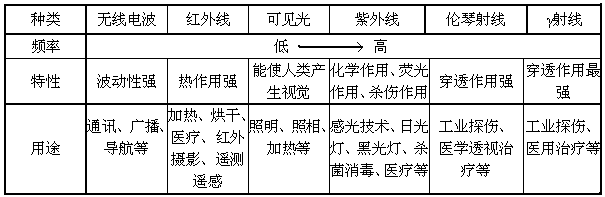 种类 无线电波 红外线 可见光 紫外线 伦琴射线 γ射线
频率 低 ⟷ 高
特性 波动性强 热作用强 能使人类产生视觉 化学作用、荧光作用、杀伤作用 穿透作用强 穿透作用最强
用途 通讯、广播、导航等 加热、烘干、医疗、红外摄影、遥测遥感 照明、照相、加热等 感光技术、日光灯、黑光灯、杀菌消毒、医疗等 工业探伤、医学透视治疗等 工业探伤、医用治疗等